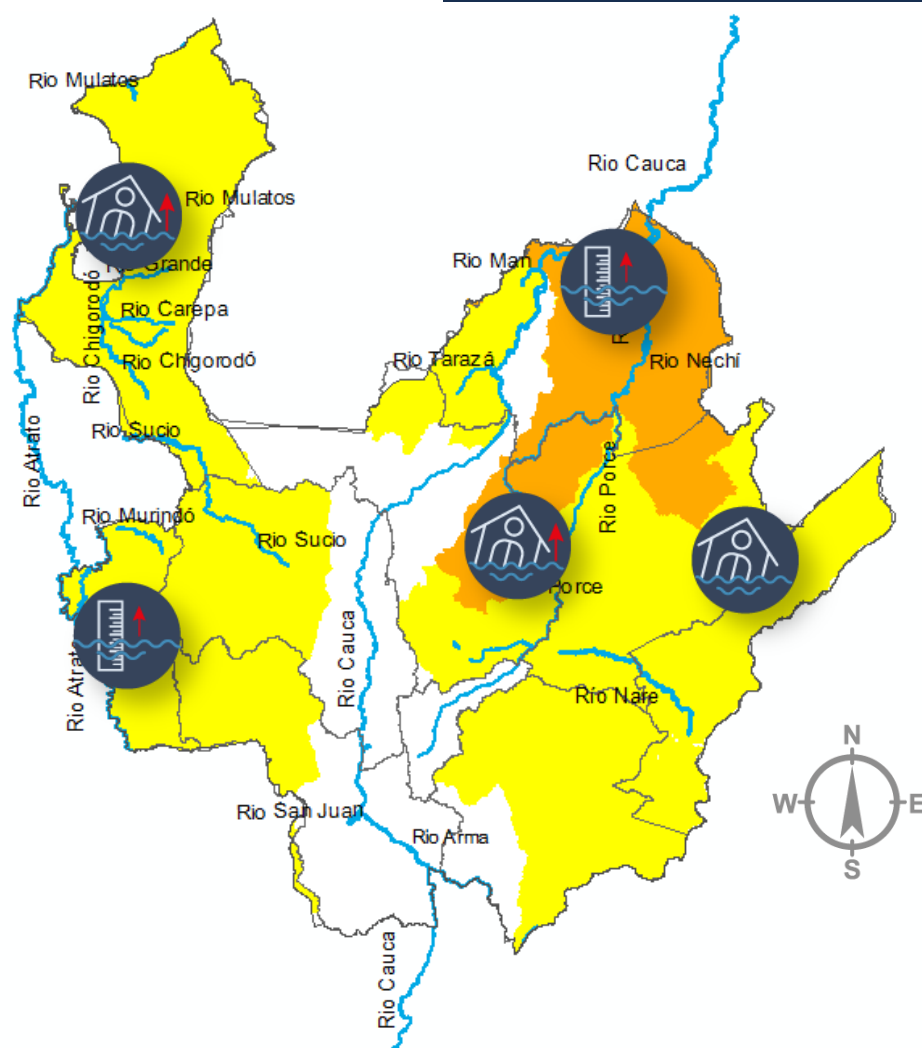 Rio Mulatos
Rio Cauca
Rio Mulatos
Rio Man
Rio Grande
Rio Chigorodó
Rio Carepa
Rio Tarazá
Rio Nechí
Rio Chigorodó
Rio Atrato
Rio Sucio
Rio Porce
Rio Murindó
Rio Sucio
Porce
Rio Cauca
Rio Atrat
Rio Nare
N
W
E
S
Rio San Juan
Rio Arma
Rio Cauca